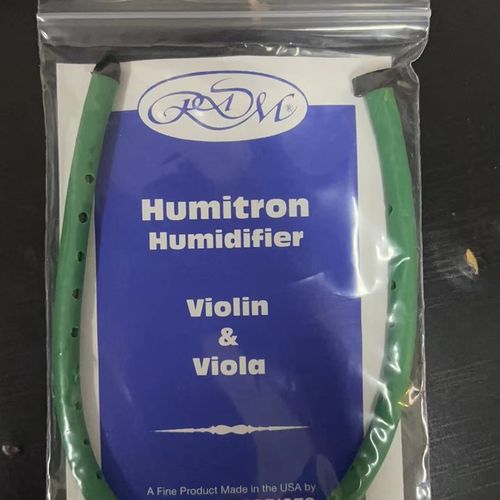 RDM®
Humitron
Humidifier
Violin
&
Viola
A Fine Product Made in the USA by